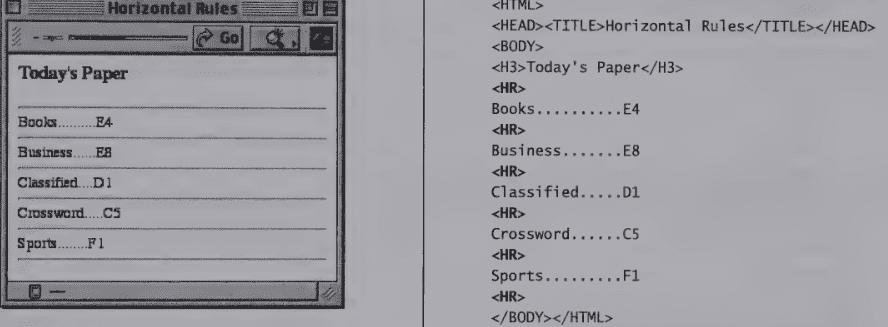 Horizontal Rules
Go
Today's Paper
Books.........E4
Business......E8
Classified....D1
Crossword.....C5
Sports........F1
<HTML>
<HEAD><TITLE>Horizontal Rules</TITLE></HEAD>
<BODY>
<H3>Today's Paper</H3>
<HR>
Books..........E4
<HR>
Business.......E8
<HR>
Classified.....D1
<HR>
Crossword......C5
<HR>
Sports.........F1
<HR>
</BODY></HTML>